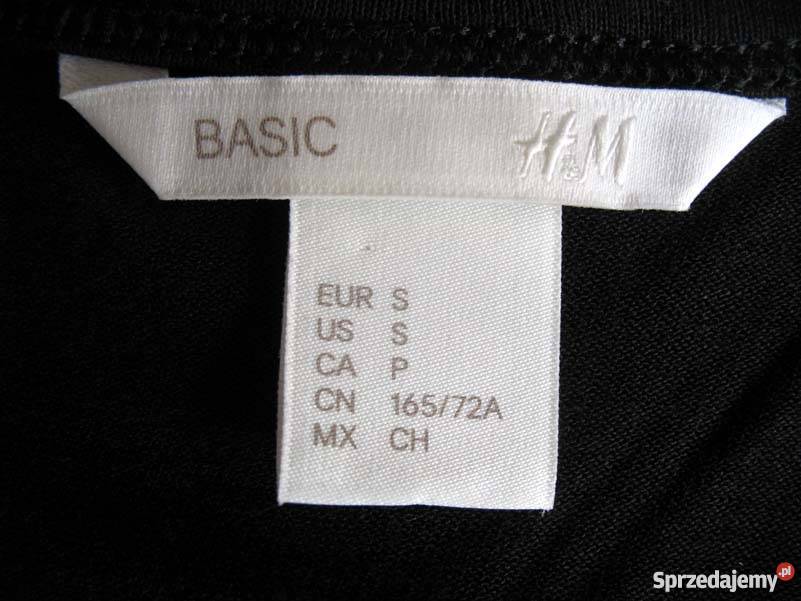 BASIC H&M
EUR S
US S
CA P
CN 165/72A
MX CH
Sprzedajemy.pl